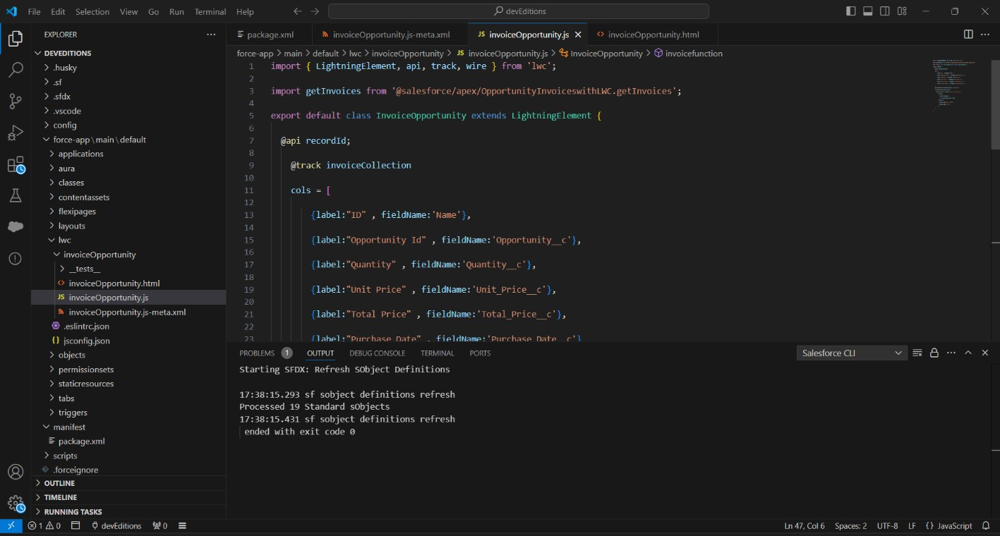 File Edit Selection View Go Run Terminal Help
devEditions
EXPLORER
DEVEDITIONS
.husky
.sf
.sfdx
.vscode
config
force-app\main\default
applications
aura
classes
contentassets
flexipages
layouts
lwc
invoiceOpportunity
__tests__
invoiceOpportunity.html
invoiceOpportunity.js
invoiceOpportunity.js-meta.xml
.eslintrc.json
jsconfig.json
objects
permissionsets
staticresources
tabs
triggers
manifest
package.xml
scripts
.forceignore
OUTLINE
TIMELINE
RUNNING TASKS
package.xml
invoiceOpportunity.js-meta.xml
JS invoiceOpportunity.js
invoiceOpportunity.html
force-app > main > default > lwc > invoiceOpportunity > JS invoiceOpportunity.js > InvoiceOpportunity > invoicefunction
1 import { LightningElement, api, track, wire } from 'lwc';
2
3 import getInvoices from '@salesforce/apex/OpportunityInvoiceswithLWC.getInvoices';
4
5 export default class InvoiceOpportunity extends LightningElement {
6
7 @api recordId;
8
9 @track invoiceCollection
10
11 cols = [
12
13 {label:"ID" , fieldName:'Name'},
14
15 {label:"Opportunity Id" , fieldName:'Opportunity__c'},
16
17 {label:"Quantity" , fieldName:'Quantity__c'},
18
19 {label:"Unit Price" , fieldName:'Unit_Price__c'},
20
21 {label:"Total Price" , fieldName:'Total_Price__c'},
22
23 {label:"Purchase Date" , fieldName:'Purchase_Date__c'}
PROBLEMS 1 OUTPUT DEBUG CONSOLE TERMINAL PORTS
Salesforce CLI
Starting SFDX: Refresh SObject Definitions
17:38:15.293 sf sobject definitions refresh
Processed 19 Standard sObjects
17:38:15.431 sf sobject definitions refresh
ended with exit code 0
1 0 devEditions 0
Ln 47, Col 6 Spaces: 2 UTF-8 LF {} JavaScript